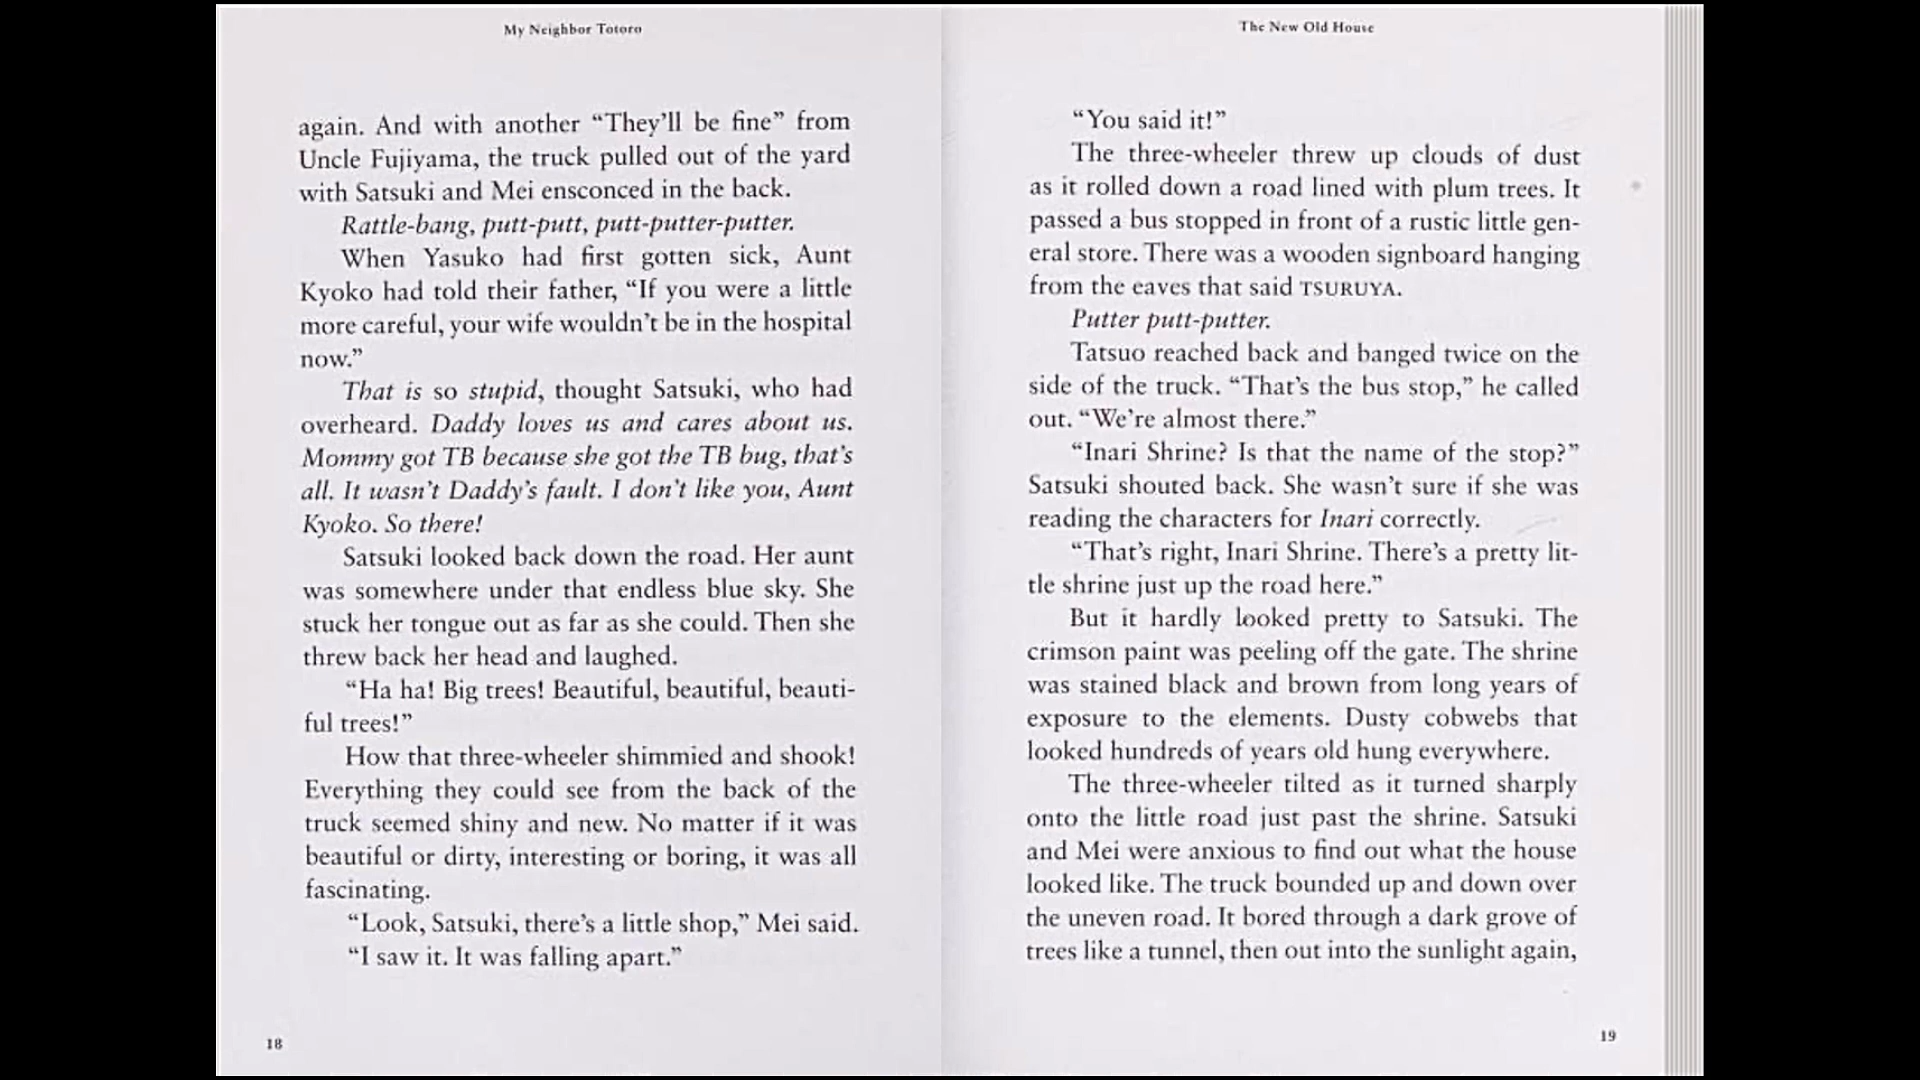 My Neighbor Totoro
again. And with another “They’ll be fine” from
Uncle Fujiyama, the truck pulled out of the yard
with Satsuki and Mei ensconced in the back.
Rattle-bang, putt-putt, putt-putter-putter.
When Yasuko had first gotten sick, Aunt
Kyoko had told their father, “If you were a little
more careful, your wife wouldn’t be in the hospital
now.”
That is so stupid, thought Satsuki, who had
overheard. Daddy loves us and cares about us.
Mommy got TB because she got the TB bug, that’s
all. It wasn’t Daddy’s fault. I don’t like you, Aunt
Kyoko. So there!
Satsuki looked back down the road. Her aunt
was somewhere under that endless blue sky. She
stuck her tongue out as far as she could. Then she
threw back her head and laughed.
“Ha ha! Big trees! Beautiful, beautiful, beauti-
ful trees!”
How that three-wheeler shimmied and shook!
Everything they could see from the back of the
truck seemed shiny and new. No matter if it was
beautiful or dirty, interesting or boring, it was all
fascinating.
“Look, Satsuki, there’s a little shop,” Mei said.
“I saw it. It was falling apart.”
18
The New Old House
“You said it!”
The three-wheeler threw up clouds of dust
as it rolled down a road lined with plum trees. It
passed a bus stopped in front of a rustic little gen-
eral store. There was a wooden signboard hanging
from the eaves that said TSURUYA.
Putter putt-putter.
Tatsuo reached back and banged twice on the
side of the truck. “That’s the bus stop,” he called
out. “We’re almost there.”
“Inari Shrine? Is that the name of the stop?”
Satsuki shouted back. She wasn’t sure if she was
reading the characters for Inari correctly.
“That’s right, Inari Shrine. There’s a pretty lit-
tle shrine just up the road here.”
But it hardly looked pretty to Satsuki. The
crimson paint was peeling off the gate. The shrine
was stained black and brown from long years of
exposure to the elements. Dusty cobwebs that
looked hundreds of years old hung everywhere.
The three-wheeler tilted as it turned sharply
onto the little road just past the shrine. Satsuki
and Mei were anxious to find out what the house
looked like. The truck bounded up and down over
the uneven road. It bored through a dark grove of
trees like a tunnel, then out into the sunlight again,
19